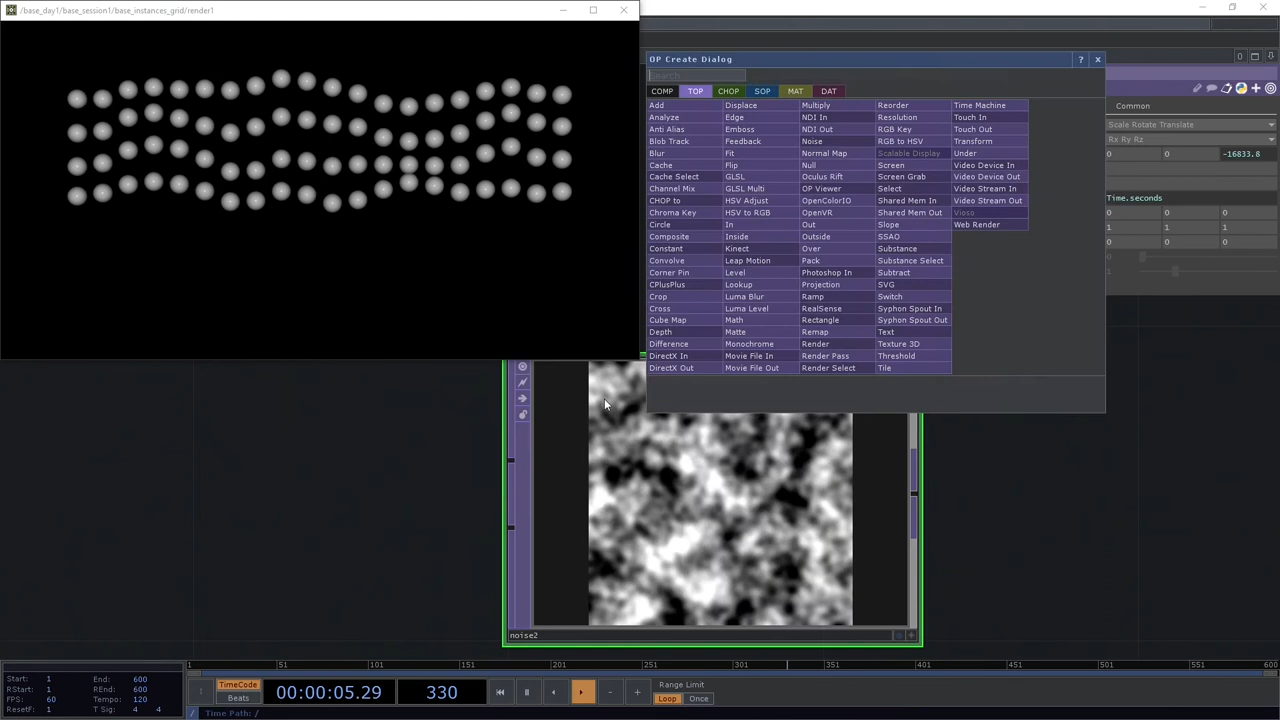 /base_day1/base_session1/base_instances_grid/render1
OP Create Dialog
? x
Search
COMP TOP CHOP SOP MAT DAT
Add Displace Multiply Reorder Time Machine
Analyze Edge NDI In Resolution Touch In
Anti Alias Emboss NDI Out RGB Key Touch Out
Blob Track Feedback Noise RGB to HSV Transform
Blur Fit Normal Map Scalable Display Under
Cache Flip Null Screen Video Device In
Cache Select GLSL Oculus Rift Screen Grab Video Device Out
Channel Mix GLSL Multi OP Viewer Select Video Stream In
CHOP to HSV Adjust OpenColorIO Shared Mem In Video Stream Out
Chroma Key HSV to RGB OpenVR Shared Mem Out Vioso
Circle In Out Slope Web Render
Composite Inside Outside SSAO
Constant Kinect Over Substance
Convolve Leap Motion Pack Substance Select
Corner Pin Level Photoshop In Subtract
CPlusPlus Lookup Projection SVG
Crop Luma Blur Ramp Switch
Cross Luma Level RealSense Syphon Spout In
Cube Map Math Rectangle Syphon Spout Out
Depth Matte Remap Text
Difference Monochrome Render Texture 3D
DirectX In Movie File In Render Pass Threshold
DirectX Out Movie File Out Render Select Tile
0
Common
Scale Rotate Translate
Rx Ry Rz
0 0 -16833.8
Time.seconds
0 0 0
1 1 1
0 0 0
0
1
noise2
1 51 101 151 201 251 301 351 401 451 501 551 600
Start: 1 End: 600
RStart: 1 REnd: 600
FPS: 60 Tempo: 120
ResetF: 1 T Sig: 4 4
TimeCode
Beats
00:00:05.29
330
Range Limit
Loop Once
/ Time Path: /